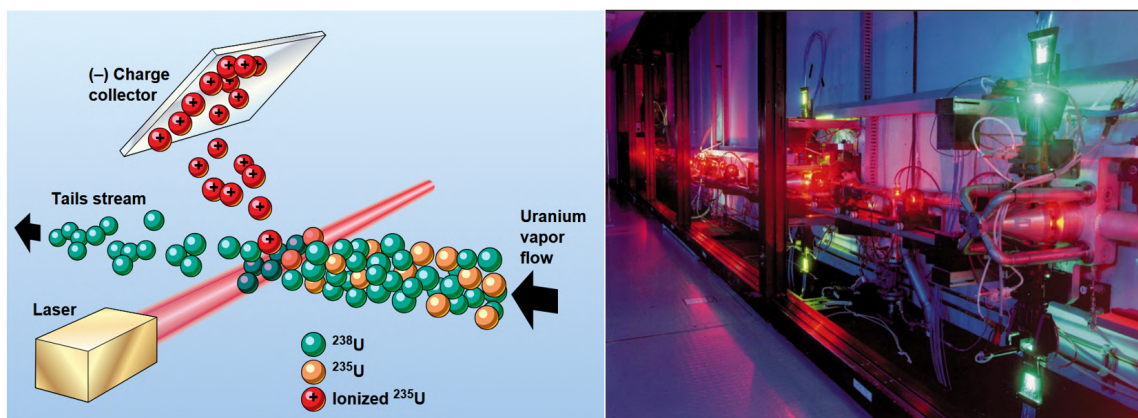 (–) Charge
collector
Tails stream
Uranium
vapor
flow
Laser
²³⁸U
²³⁵U
Ionized ²³⁵U